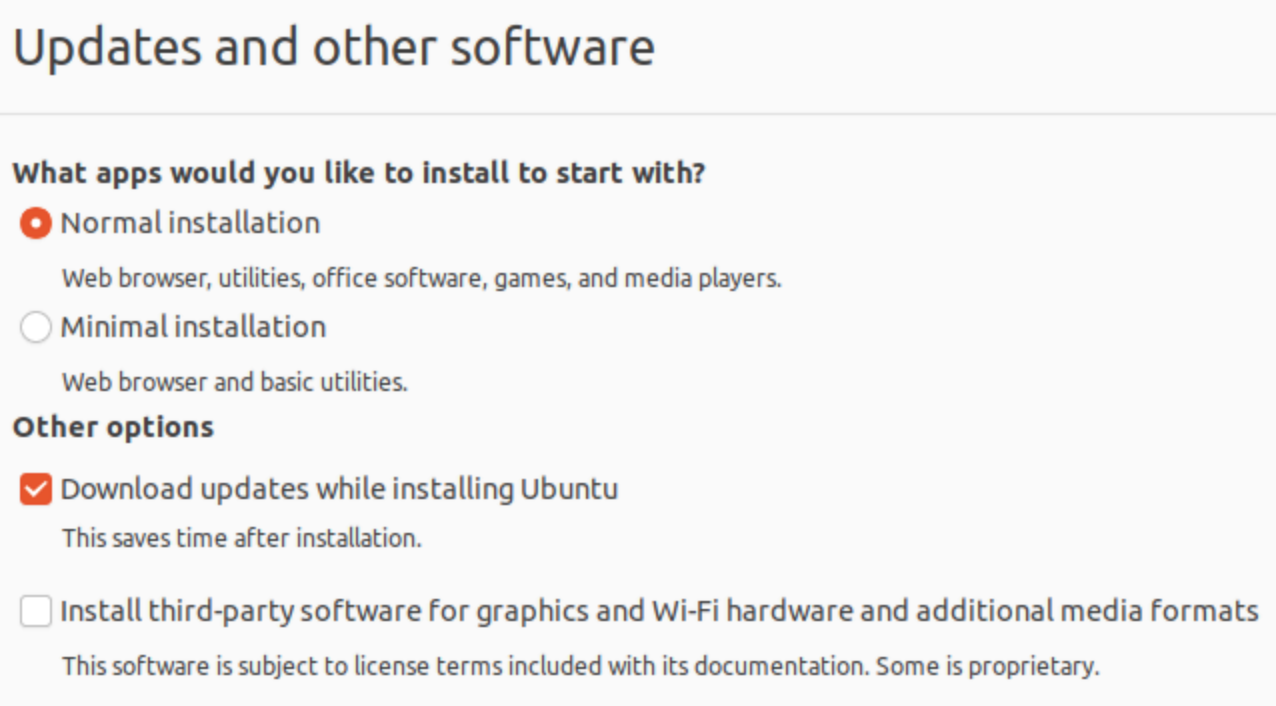 Updates and other software
What apps would you like to install to start with?
Normal installation
Web browser, utilities, office software, games, and media players.
Minimal installation
Web browser and basic utilities.
Other options
Download updates while installing Ubuntu
This saves time after installation.
Install third-party software for graphics and Wi-Fi hardware and additional media formats
This software is subject to license terms included with its documentation. Some is proprietary.